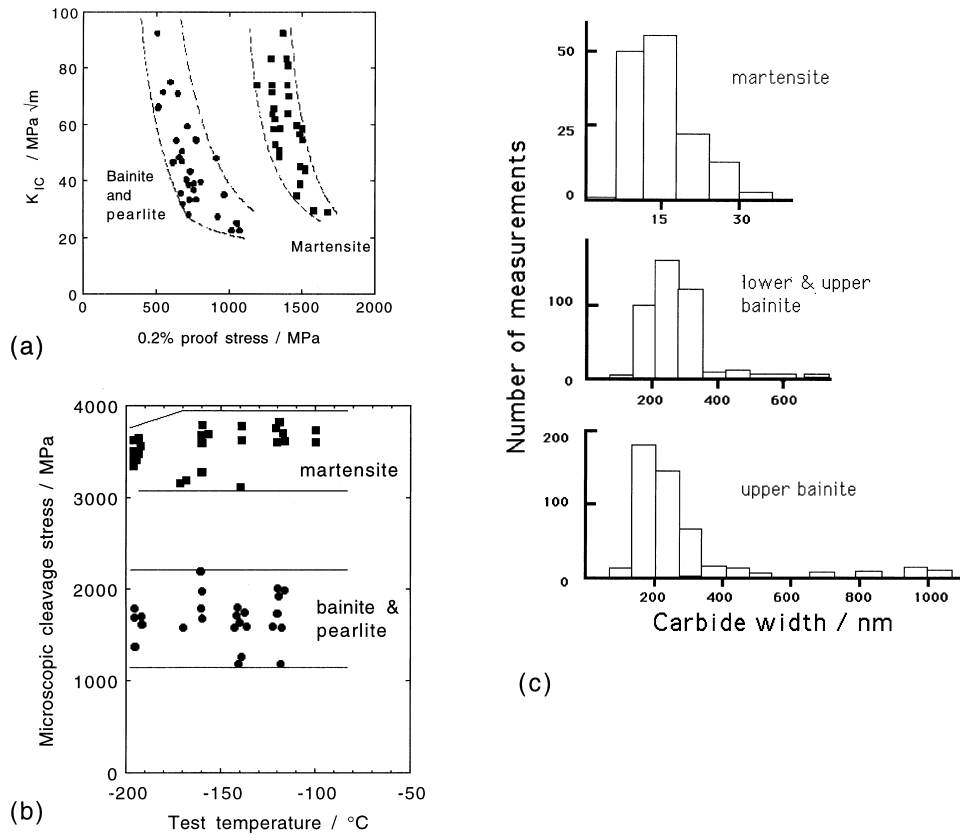 100
80
60
40
20
0
K IC / MPa √m
Bainite
and
pearlite
Martensite
0 500 1000 1500 2000
0.2% proof stress / MPa
(a)
4000
3000
2000
1000
0
Microscopic cleavage stress / MPa
martensite
bainite &
pearlite
-200 -150 -100 -50
Test temperature / °C
(b)
Number of measurements
50
25
0
martensite
15 30
100
0
lower & upper
bainite
200 400 600
200
100
0
upper bainite
200 400 600 800 1000
Carbide width / nm
(c)